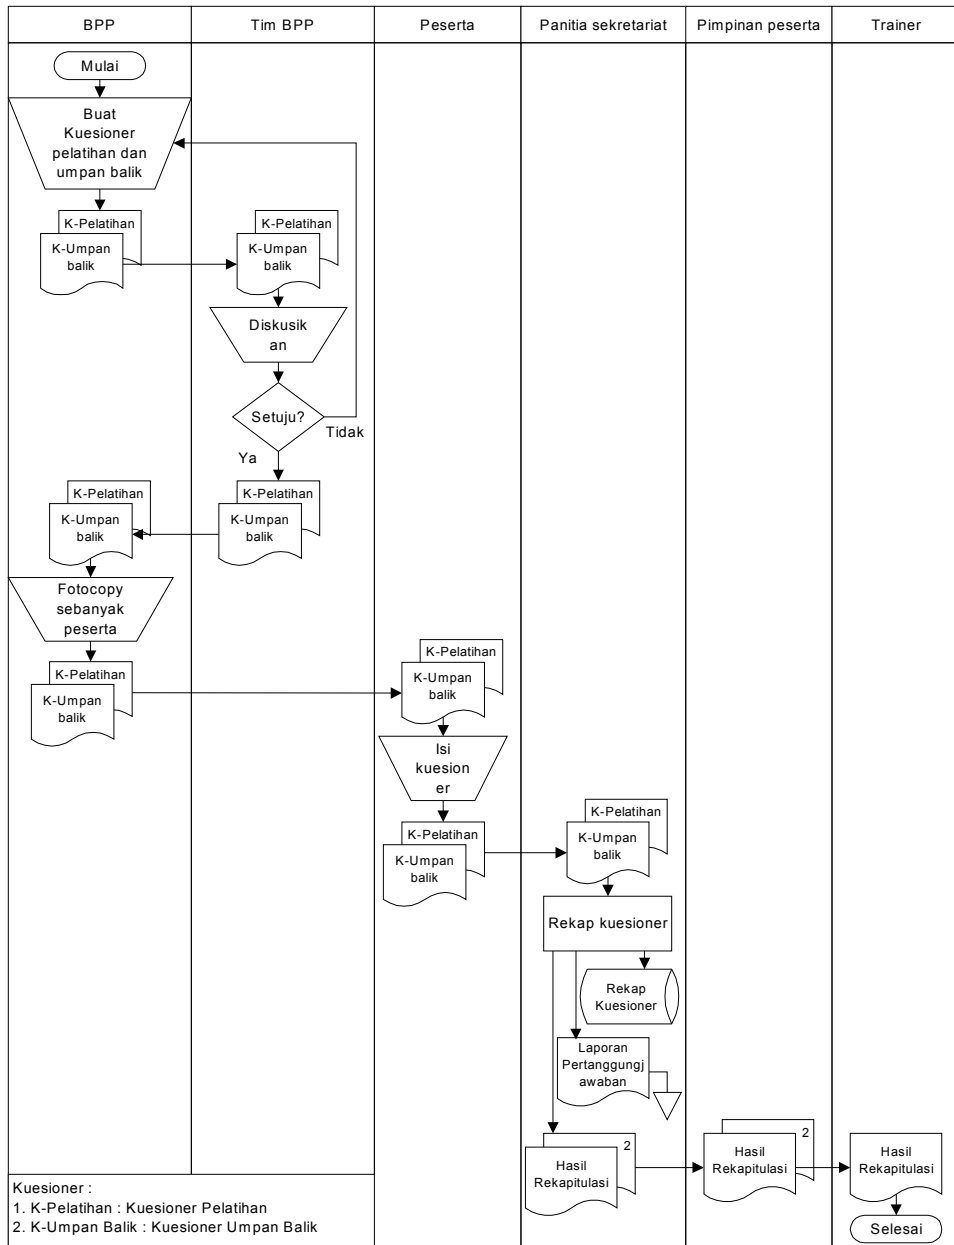 BPP
Tim BPP
Peserta
Panitia sekretariat
Pimpinan peserta
Trainer
Mulai
Buat
Kuesioner
pelatihan dan
umpan balik
K-Pelatihan
K-Umpan
balik
K-Pelatihan
K-Umpan
balik
Diskusik
an
Setuju?
Tidak
Ya
K-Pelatihan
K-Umpan
balik
K-Pelatihan
K-Umpan
balik
Fotocopy
sebanyak
peserta
K-Pelatihan
K-Umpan
balik
K-Pelatihan
K-Umpan
balik
Isi
kuesion
er
K-Pelatihan
K-Umpan
balik
K-Pelatihan
K-Umpan
balik
Rekap kuesioner
Rekap
Kuesioner
Laporan
Pertanggungj
awaban
2
Hasil
Rekapitulasi
2
Hasil
Rekapitulasi
Hasil
Rekapitulasi
Selesai
Kuesioner :
1. K-Pelatihan : Kuesioner Pelatihan
2. K-Umpan Balik : Kuesioner Umpan Balik